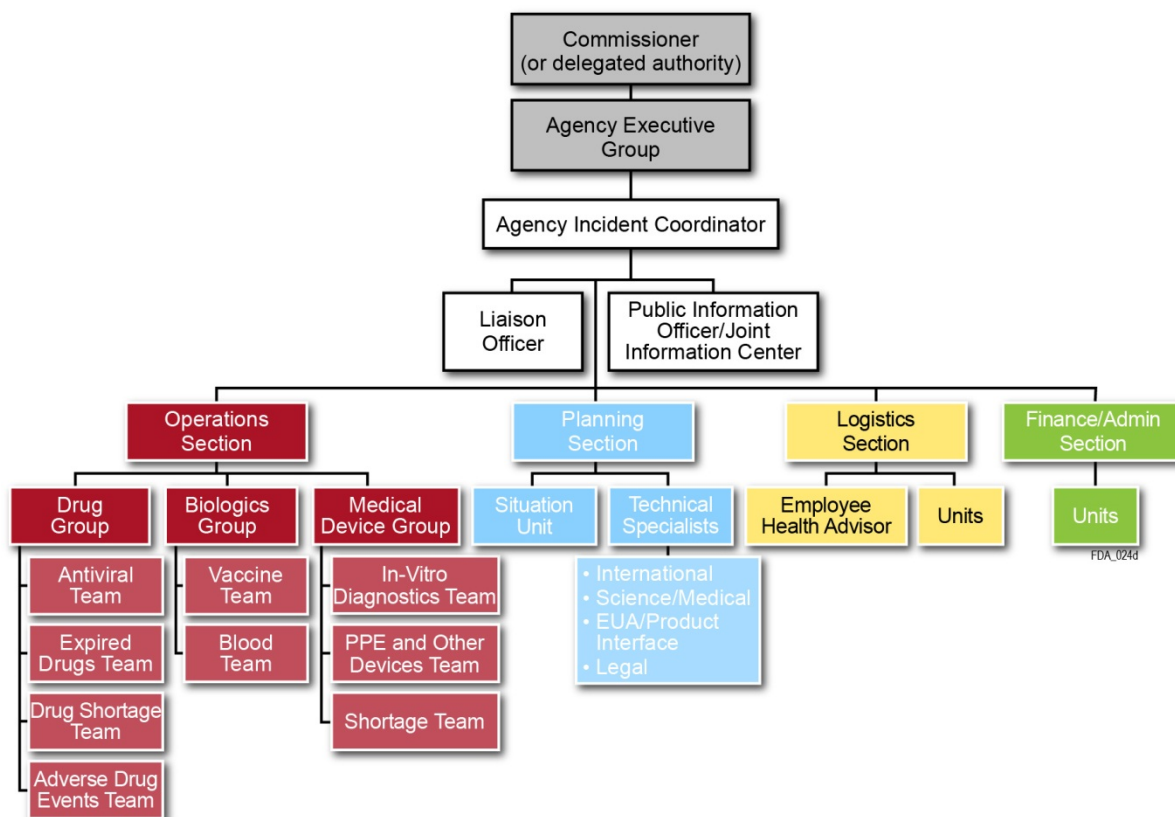 Commissioner
(or delegated authority)
Agency Executive
Group
Agency Incident Coordinator
Liaison
Officer
Public Information
Officer/Joint
Information Center
Operations
Section
Planning
Section
Logistics
Section
Finance/Admin
Section
Drug
Group
Biologics
Group
Medical
Device Group
Situation
Unit
Technical
Specialists
Employee
Health Advisor
Units
Units
FDA_024d
Antiviral
Team
Expired
Drugs Team
Drug Shortage
Team
Adverse Drug
Events Team
Vaccine
Team
Blood
Team
In-Vitro
Diagnostics Team
PPE and Other
Devices Team
Shortage Team
• International
• Science/Medical
• EUA/Product
Interface
• Legal